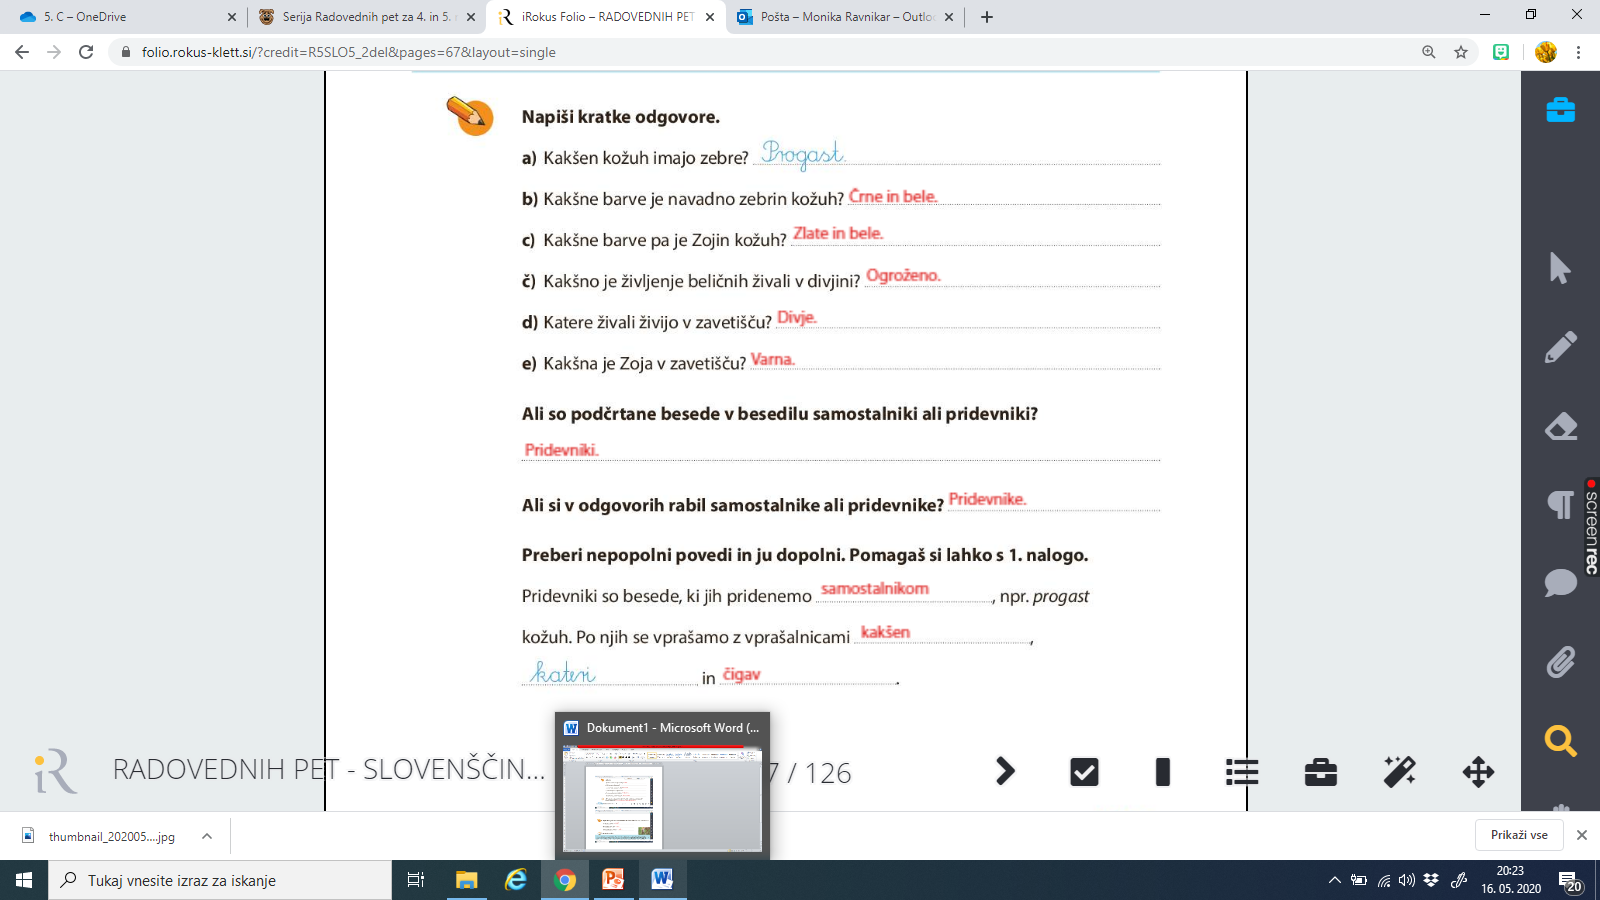 5. C – OneDrive
Serija Radovednih pet za 4. in 5.
iRokus Folio – RADOVEDNIH PET
Pošta – Monika Ravnikar – Outlo
folio.rokus-klett.si/?credit=R5SLO5_2del&pages=67&layout=single
Napiši kratke odgovore.
a) Kakšen kožuh imajo zebre? Progast.
b) Kakšne barve je navadno zebrin kožuh? Črne in bele.
c) Kakšne barve pa je Zojin kožuh? Zlate in bele.
č) Kakšno je življenje beličnih živali v divjini? Ogroženo.
d) Katere živali živijo v zavetišču? Divje.
e) Kakšna je Zoja v zavetišču? Varna.
Ali so podčrtane besede v besedilu samostalniki ali pridevniki?
Pridevniki.
Ali si v odgovorih rabil samostalnike ali pridevnike? Pridevnike.
Preberi nepopolni povedi in ju dopolni. Pomagaš si lahko s 1. nalogo.
Pridevniki so besede, ki jih pridenemo samostalnikom, npr. progast
kožuh. Po njih se vprašamo z vprašalnicami kakšen,
kateri in čigav.
screenrec
Dokument1 - Microsoft Word (...
iR RADOVEDNIH PET - SLOVENŠČIN... 7 / 126
thumbnail_202005....jpg
Prikaži vse
Tukaj vnesite izraz za iskanje
20:23
16. 05. 2020
20